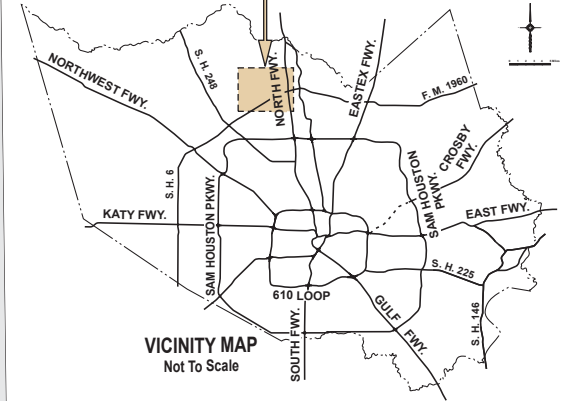 NORTHWEST FWY.
S. H. 248
NORTH FWY.
EASTEX FWY.
F. M. 1960
CROSBY
FWY.
SAM HOUSTON
PKWY.
EAST FWY.
S. H. 6
SAM HOUSTON PKWY.
KATY FWY.
S. H. 225
610 LOOP
GULF FWY.
S. H. 146
SOUTH FWY.
VICINITY MAP
Not To Scale